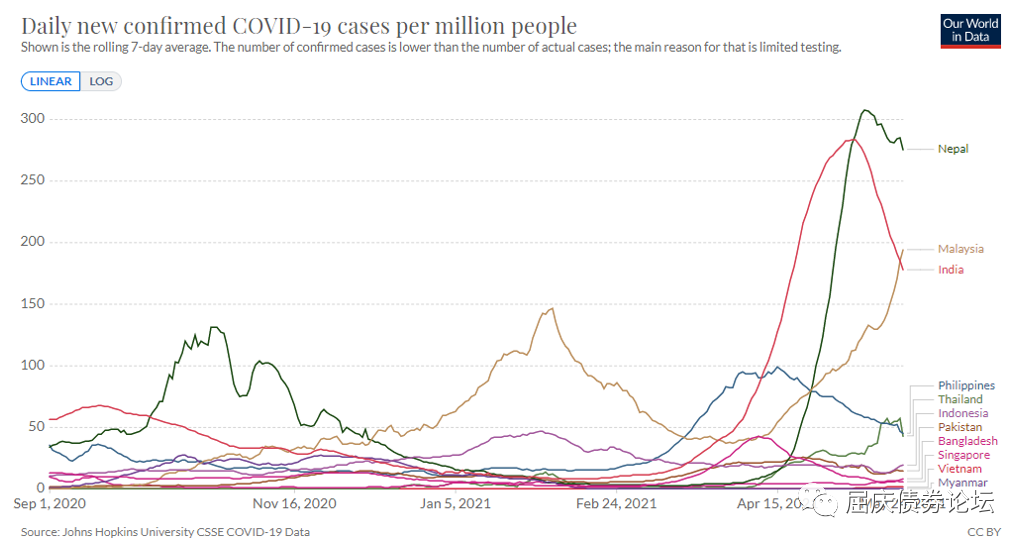 Daily new confirmed COVID-19 cases per million people
Our World
in Data
Shown is the rolling 7-day average. The number of confirmed cases is lower than the number of actual cases; the main reason for that is limited testing.
LINEAR
LOG
300
250
200
150
100
50
0
Nepal
Malaysia
India
Philippines
Thailand
Indonesia
Pakistan
Bangladesh
Singapore
Vietnam
Myanmar
Sep 1, 2020
Nov 16, 2020
Jan 5, 2021
Feb 24, 2021
Apr 15, 20
屈庆债券论坛
Source: Johns Hopkins University CSSE COVID-19 Data
CC BY